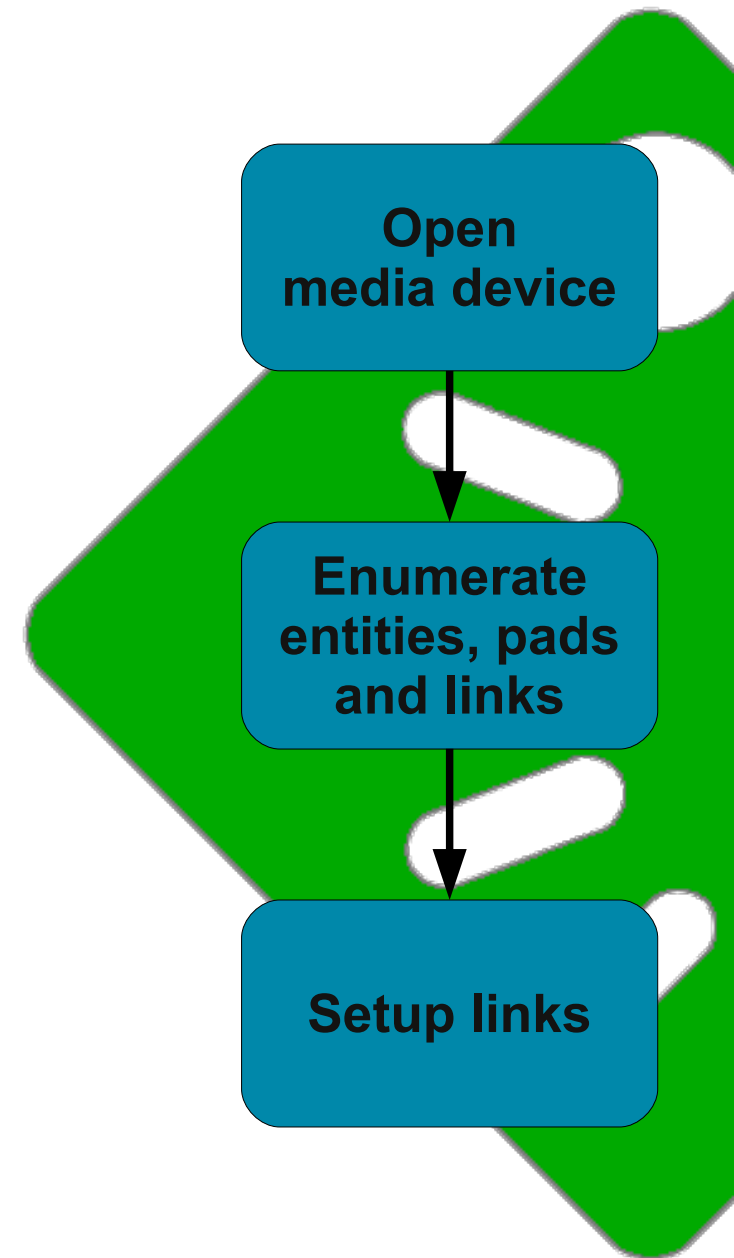 Open
media device
Enumerate
entities, pads
and links
Setup links